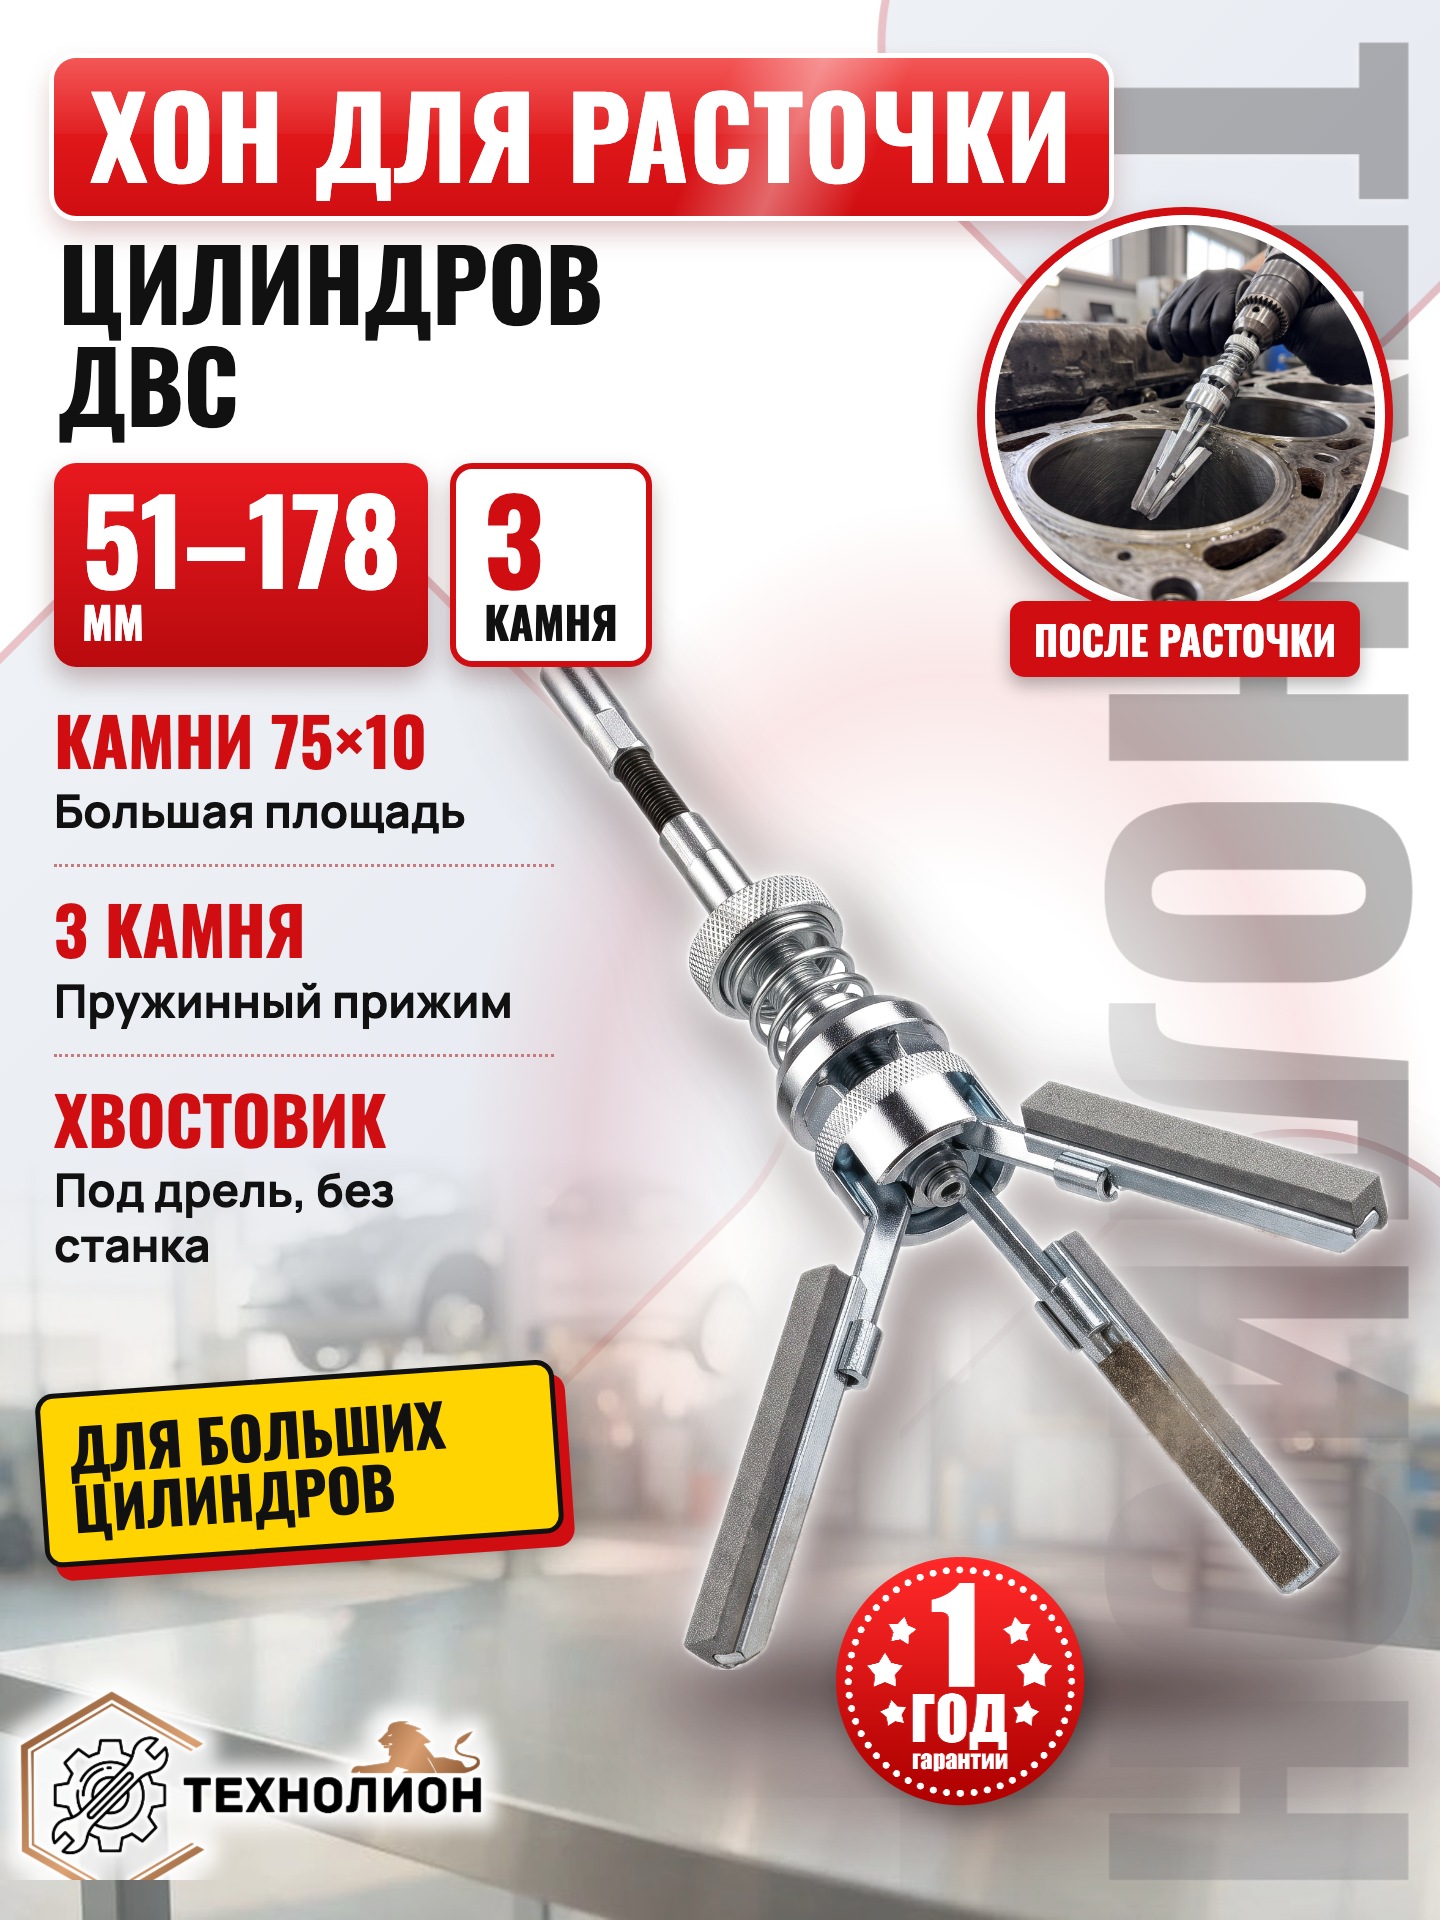 ХОН ДЛЯ РАСТОЧКИ
ЦИЛИНДРОВ
ДВС
51–178
ММ
3
КАМНЯ
ПОСЛЕ РАСТОЧКИ
КАМНИ 75×10
Большая площадь
3 КАМНЯ
Пружинный прижим
ХВОСТОВИК
Под дрель, без
станка
ДЛЯ БОЛЬШИХ
ЦИЛИНДРОВ
1
ГОД
гарантии
ТЕХНОЛИОН